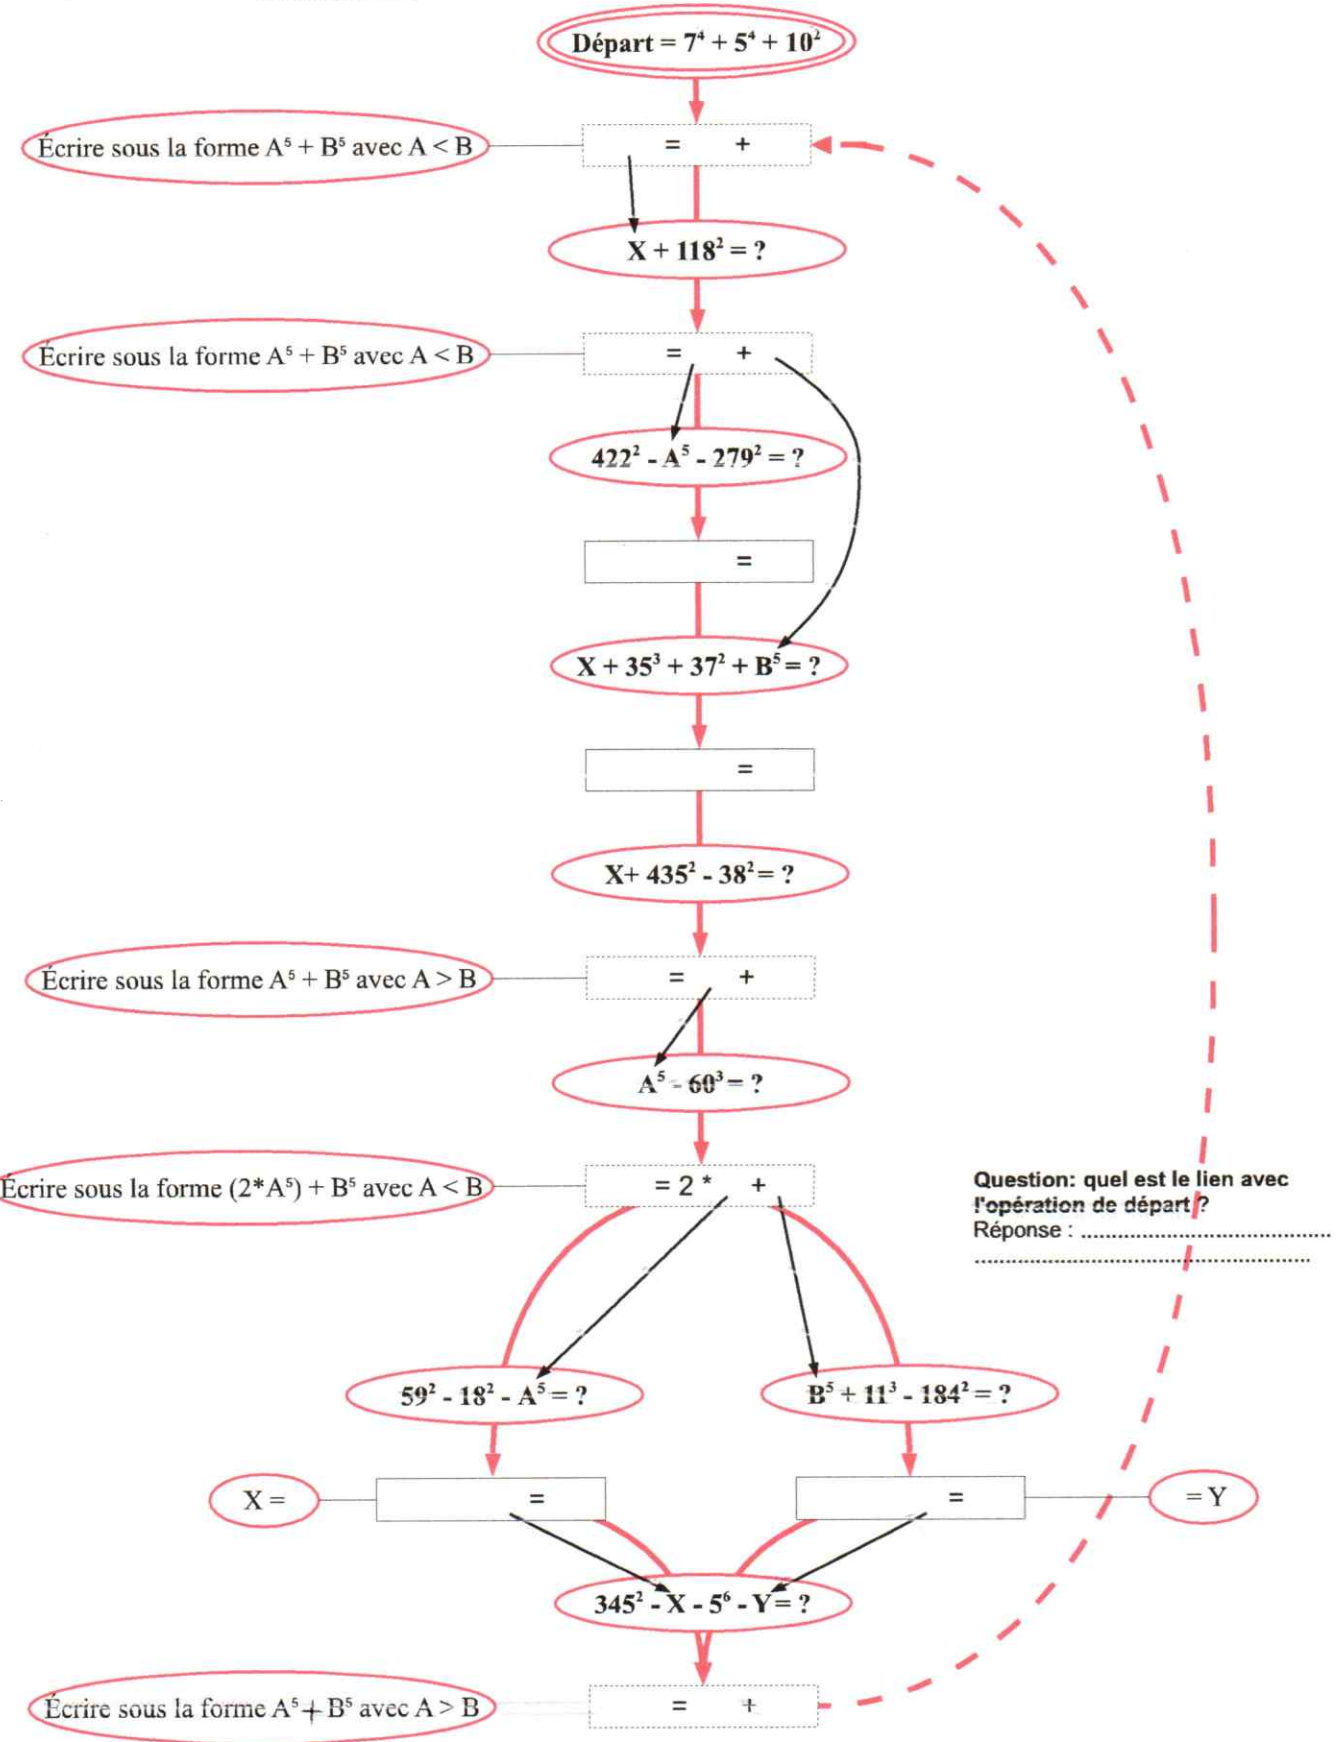 Départ = 7⁴ + 5⁴ + 10²
Écrire sous la forme A⁵ + B⁵ avec A < B
= +
X + 118² = ?
Écrire sous la forme A⁵ + B⁵ avec A < B
= +
422² - A⁵ - 279² = ?
=
X + 35³ + 37² + B⁵ = ?
=
X+ 435² - 38² = ?
Écrire sous la forme A⁵ + B⁵ avec A > B
= +
A⁵ - 60³ = ?
Écrire sous la forme (2*A⁵) + B⁵ avec A < B
= 2 * +
Question: quel est le lien avec
l'opération de départ ?
Réponse : ..........................................
........................................................
59² - 18² - A⁵ = ?
B⁵ + 11³ - 184² = ?
X =
=
=
= Y
345² - X - 5⁶ - Y = ?
Écrire sous la forme A⁵ + B⁵ avec A > B
= +